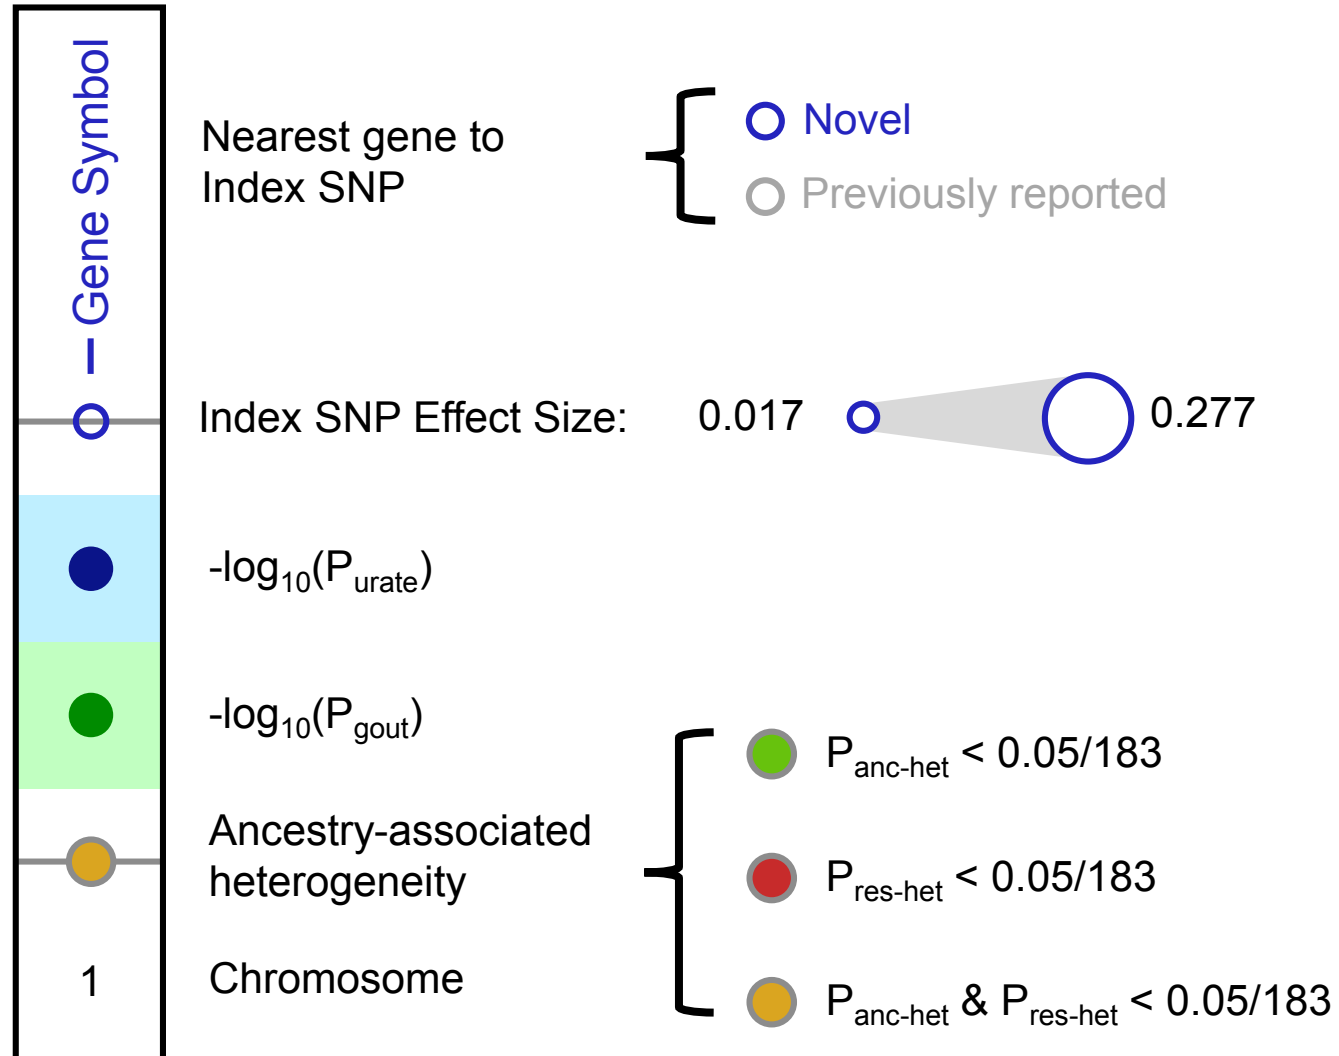 Gene Symbol
Nearest gene to
Index SNP
Novel
Previously reported
Index SNP Effect Size:
0.017
0.277
-log10(Purate)
-log10(Pgout)
Ancestry-associated
heterogeneity
Panc-het < 0.05/183
Pres-het < 0.05/183
Panc-het & Pres-het < 0.05/183
1
Chromosome